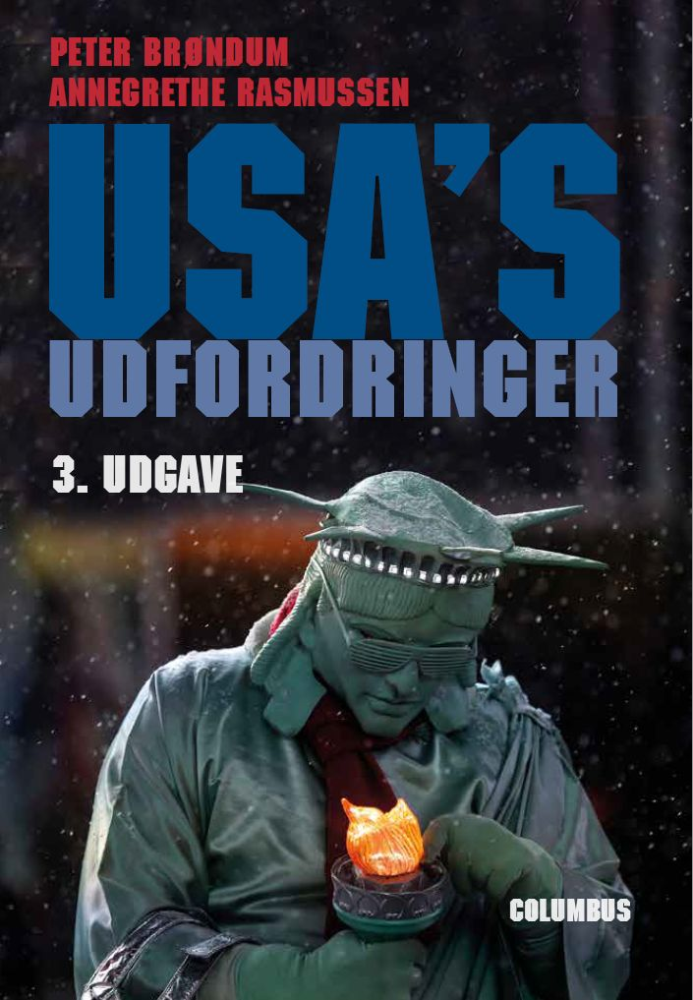 PETER BRØNDUM
ANNEGRETHE RASMUSSEN
USA'S
UDFORDRINGER
3. UDGAVE
COLUMBUS